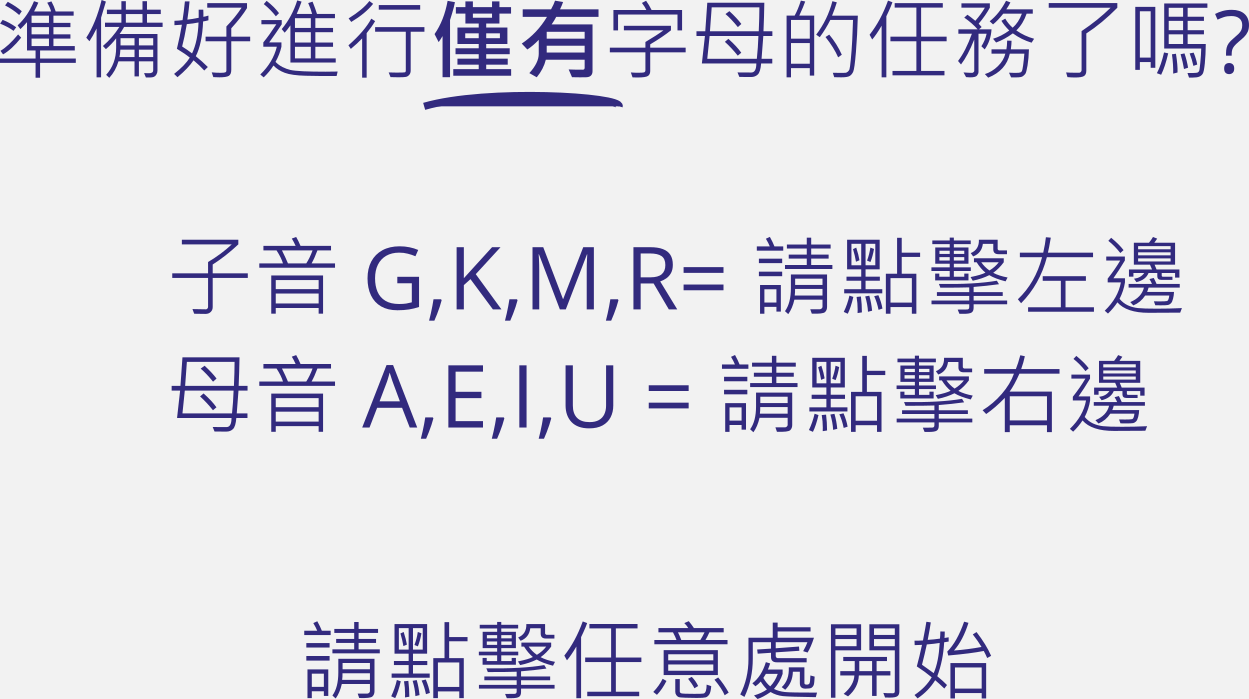 準備好進行僅有字母的任務了嗎?
子音 G,K,M,R= 請點擊左邊
母音 A,E,I,U = 請點擊右邊
請點擊任意處開始